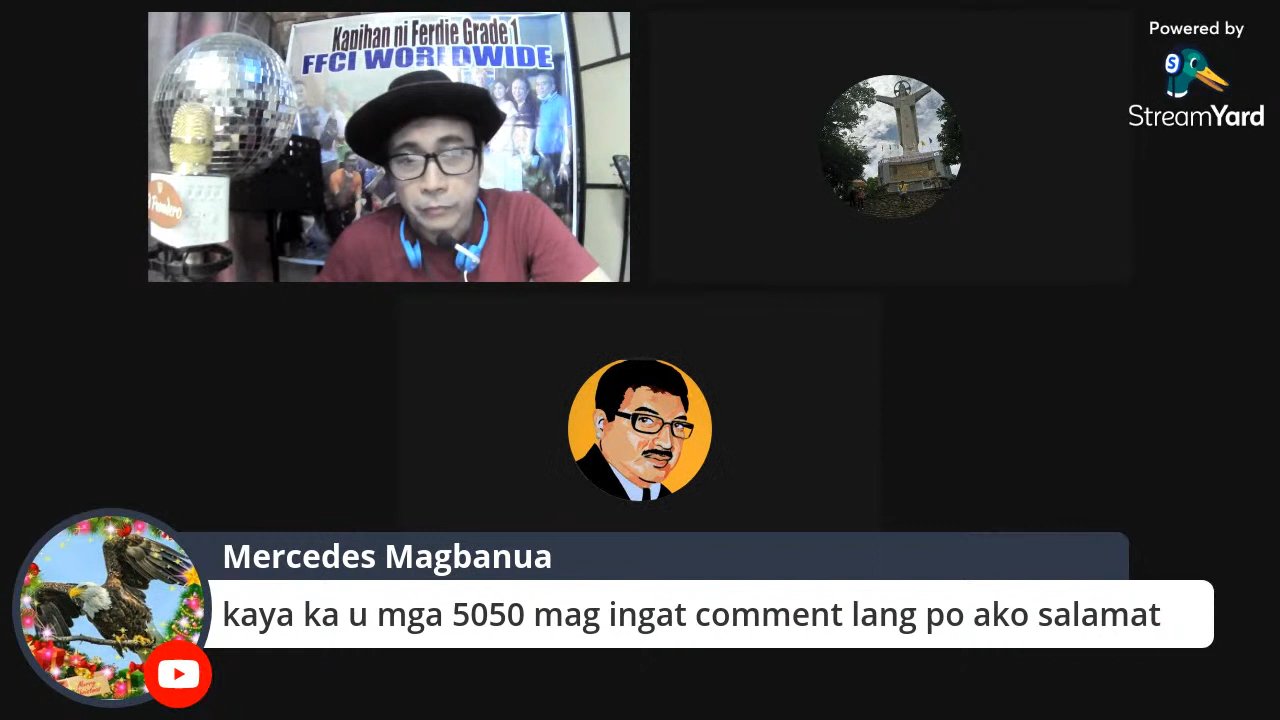 Kapihan ni Ferdie Grade 1
FFCI WORLDWIDE
Powered by
StreamYard
Mercedes Magbanua
kaya ka u mga 5050 mag ingat comment lang po ako salamat